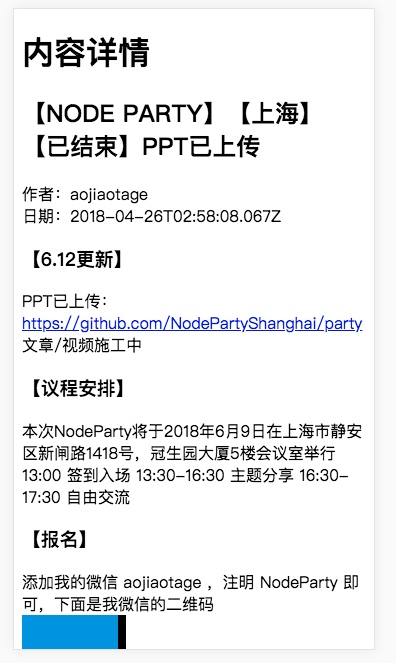 内容详情
【NODE PARTY】【上海】
【已结束】PPT已上传
作者：aojiaotage
日期：2018-04-26T02:58:08.067Z
【6.12更新】
PPT已上传：
https://github.com/NodePartyShanghai/party
文章/视频施工中
【议程安排】
本次NodeParty将于2018年6月9日在上海市静安
区新闸路1418号，冠生园大厦5楼会议室举行
13:00 签到入场 13:30-16:30 主题分享 16:30-
17:30 自由交流
【报名】
添加我的微信 aojiaotage ，注明 NodeParty 即
可，下面是我微信的二维码